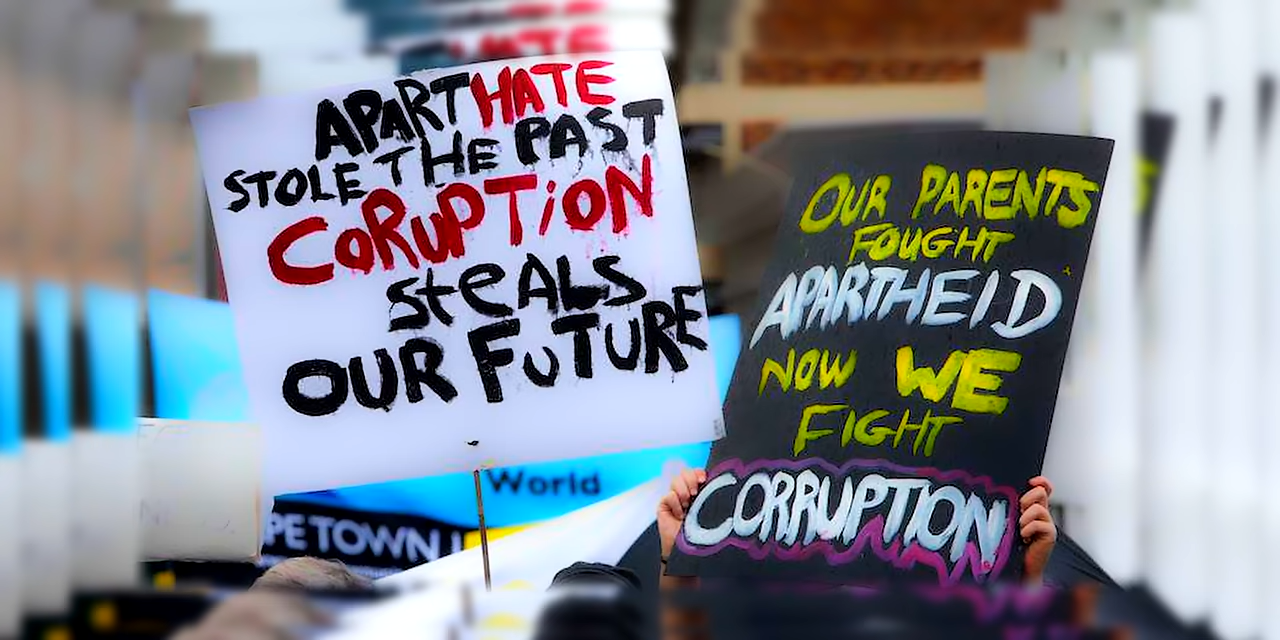 APARTHATE
STOLE THE PAST
CORUPTiON
SteALS
OUR FuTURE
OUR PARENTS
FOUGHT
APARTHEID
NOW WE
FIGHT
CORRUPTION!
World
PE TOWN